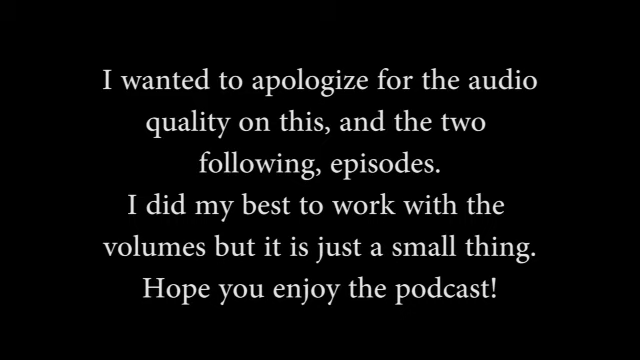 I wanted to apologize for the audio
quality on this, and the two
following, episodes.
I did my best to work with the
volumes but it is just a small thing.
Hope you enjoy the podcast!